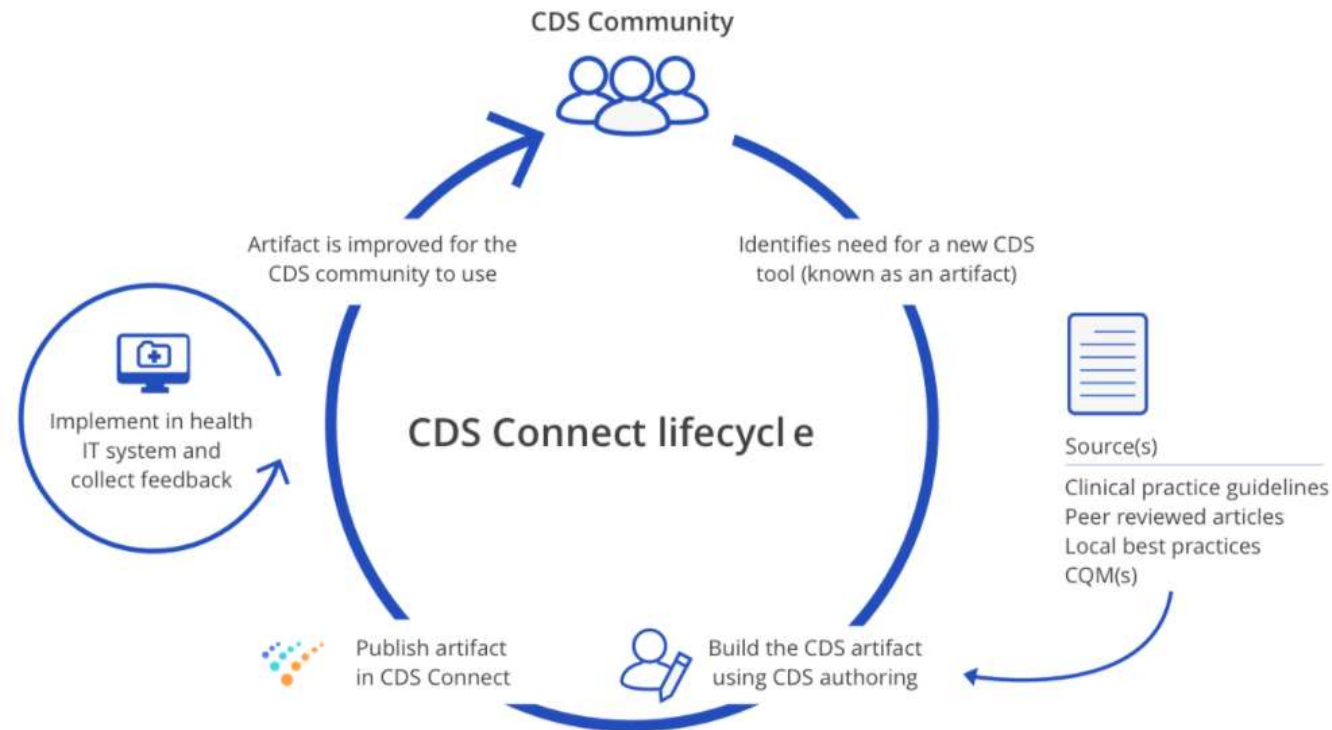 CDS Community
Identifies need for a new CDS
tool (known as an artifact)
Source(s)
Clinical practice guidelines
Peer reviewed articles
Local best practices
CQM(s)
Build the CDS artifact
using CDS authoring
Publish artifact
in CDS Connect
Implement in health
IT system and
collect feedback
Artifact is improved for the
CDS community to use
CDS Connect lifecycle